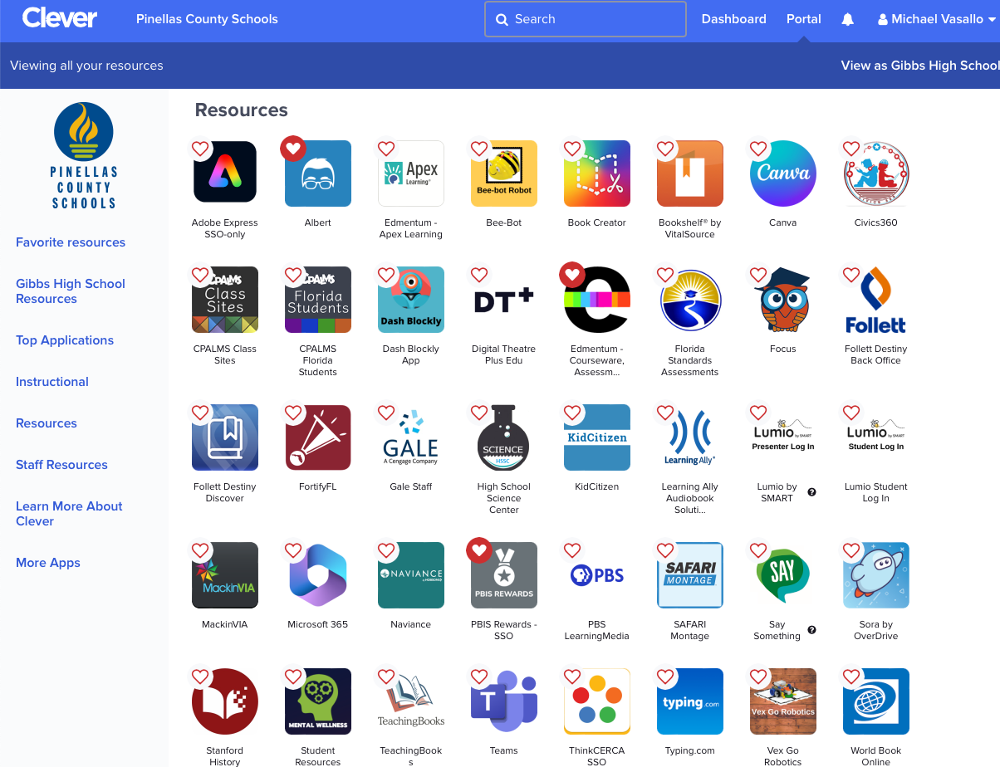 Clever
Pinellas County Schools
Search
Dashboard
Portal
Michael Vasallo
Viewing all your resources
View as Gibbs High School
PINELLAS
COUNTY
SCHOOLS
Favorite resources
Gibbs High School
Resources
Top Applications
Instructional
Resources
Staff Resources
Learn More About
Clever
More Apps
Resources
Apex
Learning
Bee-bot Robot
Canva
Adobe Express
SSO-only
Albert
Edmentum -
Apex Learning
Bee-Bot
Book Creator
Bookshelf® by
VitalSource
Canva
Civics360
CPALMS
Class
Sites
CPALMS
Florida
Students
Dash Blockly
DT+
Follett
CPALMS Class
Sites
CPALMS
Florida
Students
Dash Blockly
App
Digital Theatre
Plus Edu
Edmentum -
Courseware,
Assessm...
Florida
Standards
Assessments
Focus
Follett Destiny
Back Office
GALE
A Cengage Company
SCIENCE
HSSC
KidCitizen
Learning Ally
Lumio by SMART
Presenter Log In
Lumio by SMART
Student Log In
Follett Destiny
Discover
FortifyFL
Gale Staff
High School
Science
Center
KidCitizen
Learning Ally
Audiobook
Soluti...
Lumio by
SMART
Lumio Student
Log In
MackinVIA
NAVIANCE
PBIS REWARDS
PBS
SAFARI
MONTAGE
SAY
MackinVIA
Microsoft 365
Naviance
PBIS Rewards -
SSO
PBS
LearningMedia
SAFARI
Montage
Say
Something
Sora by
OverDrive
MENTAL WELLNESS
TeachingBooks
T
typing.com
Vex Go Robotics
Stanford
History
Student
Resources
TeachingBook
s
Teams
ThinkCERCA
SSO
Typing.com
Vex Go
Robotics
World Book
Online